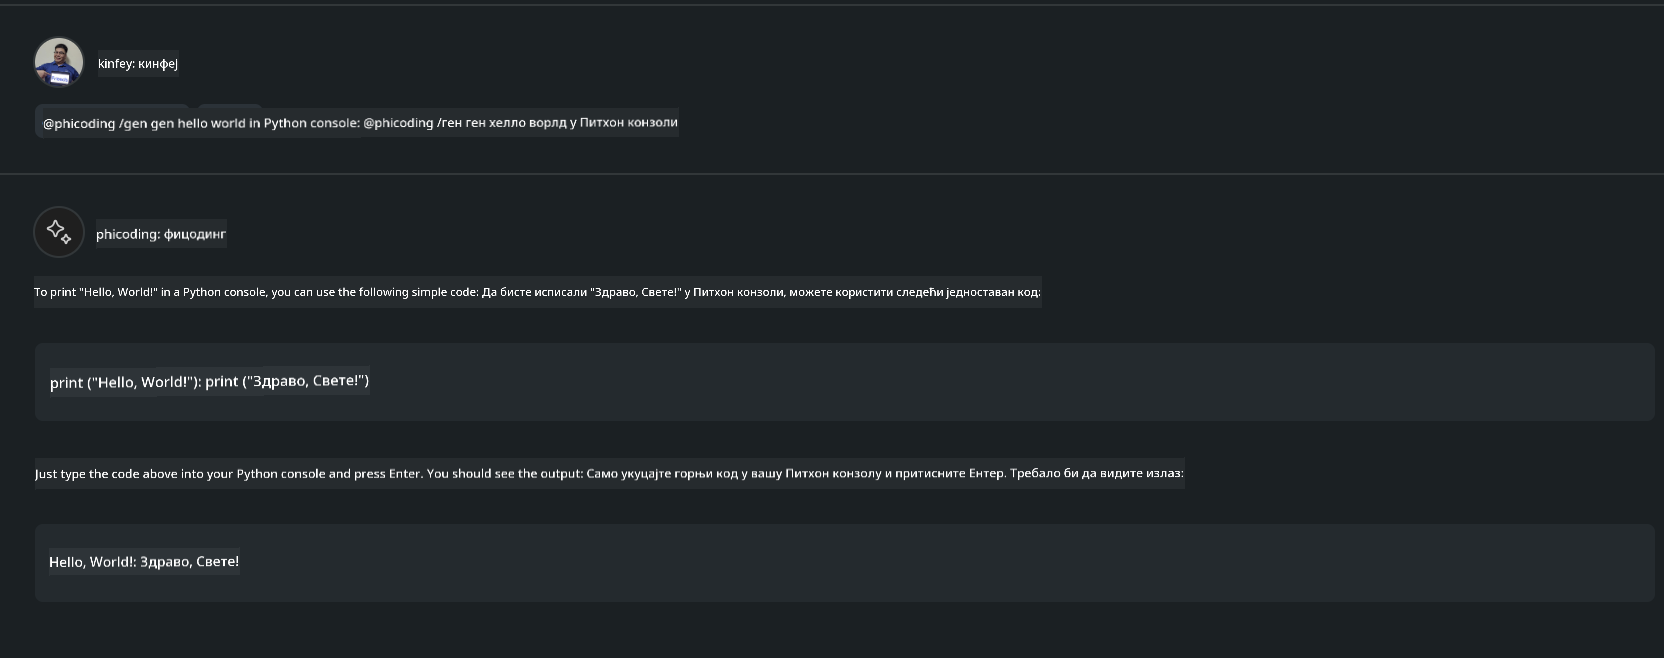 kinfey: кинфеј
@phicoding /gen gen hello world in Python console: @phicoding /ген ген хелло ворлд у Питхон конзоли
phicoding: фицодинг
To print "Hello, World!" in a Python console, you can use the following simple code: Да бисте исписали "Здраво, Свете!" у Питхон конзоли, можете користити следећи једноставан код:
print ("Hello, World!"): print ("Здраво, Свете!")
Just type the code above into your Python console and press Enter. You should see the output: Само укуцајте горњи код у вашу Питхон конзолу и притисните Ентер. Требало би да видите излаз:
Hello, World!: Здраво, Свете!